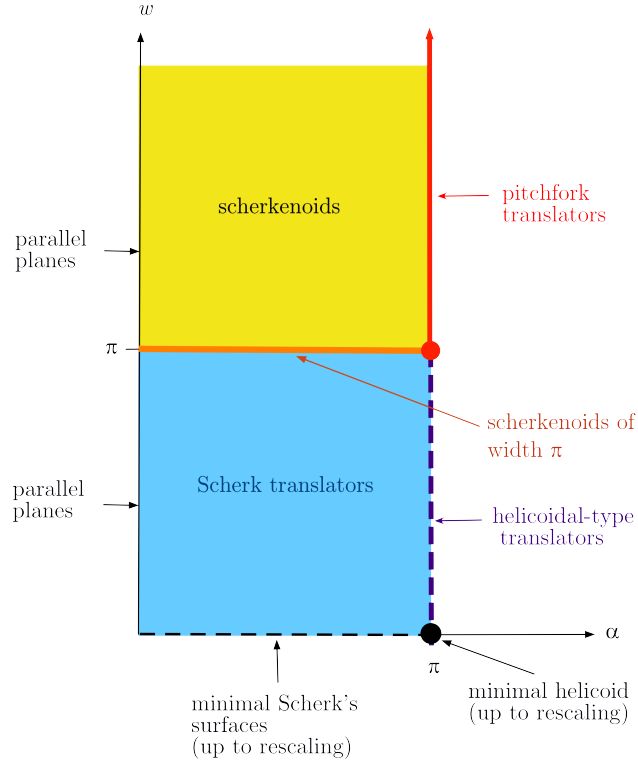 w
scherkenoids
pitchfork
translators
parallel
planes
π
scherkenoids of
width π
Scherk translators
parallel
planes
helicoidal-type
translators
α
π
minimal Scherk's
surfaces
(up to rescaling)
minimal helicoid
(up to rescaling)